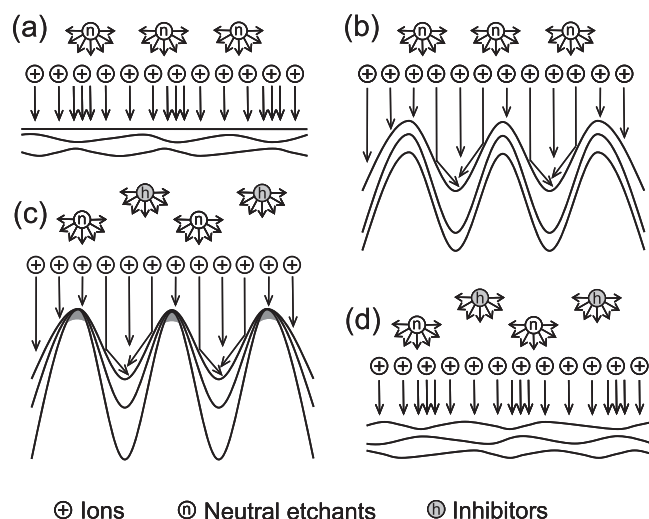 (a)
n n n
+ + + + + + + + + + + +
(b)
n n n
+ + + + + + + + + + + +
(c)
h h
n n
+ + + + + + + + + + + +
(d)
h h
n n
+ + + + + + + + + + + +
+ Ions n Neutral etchants h Inhibitors